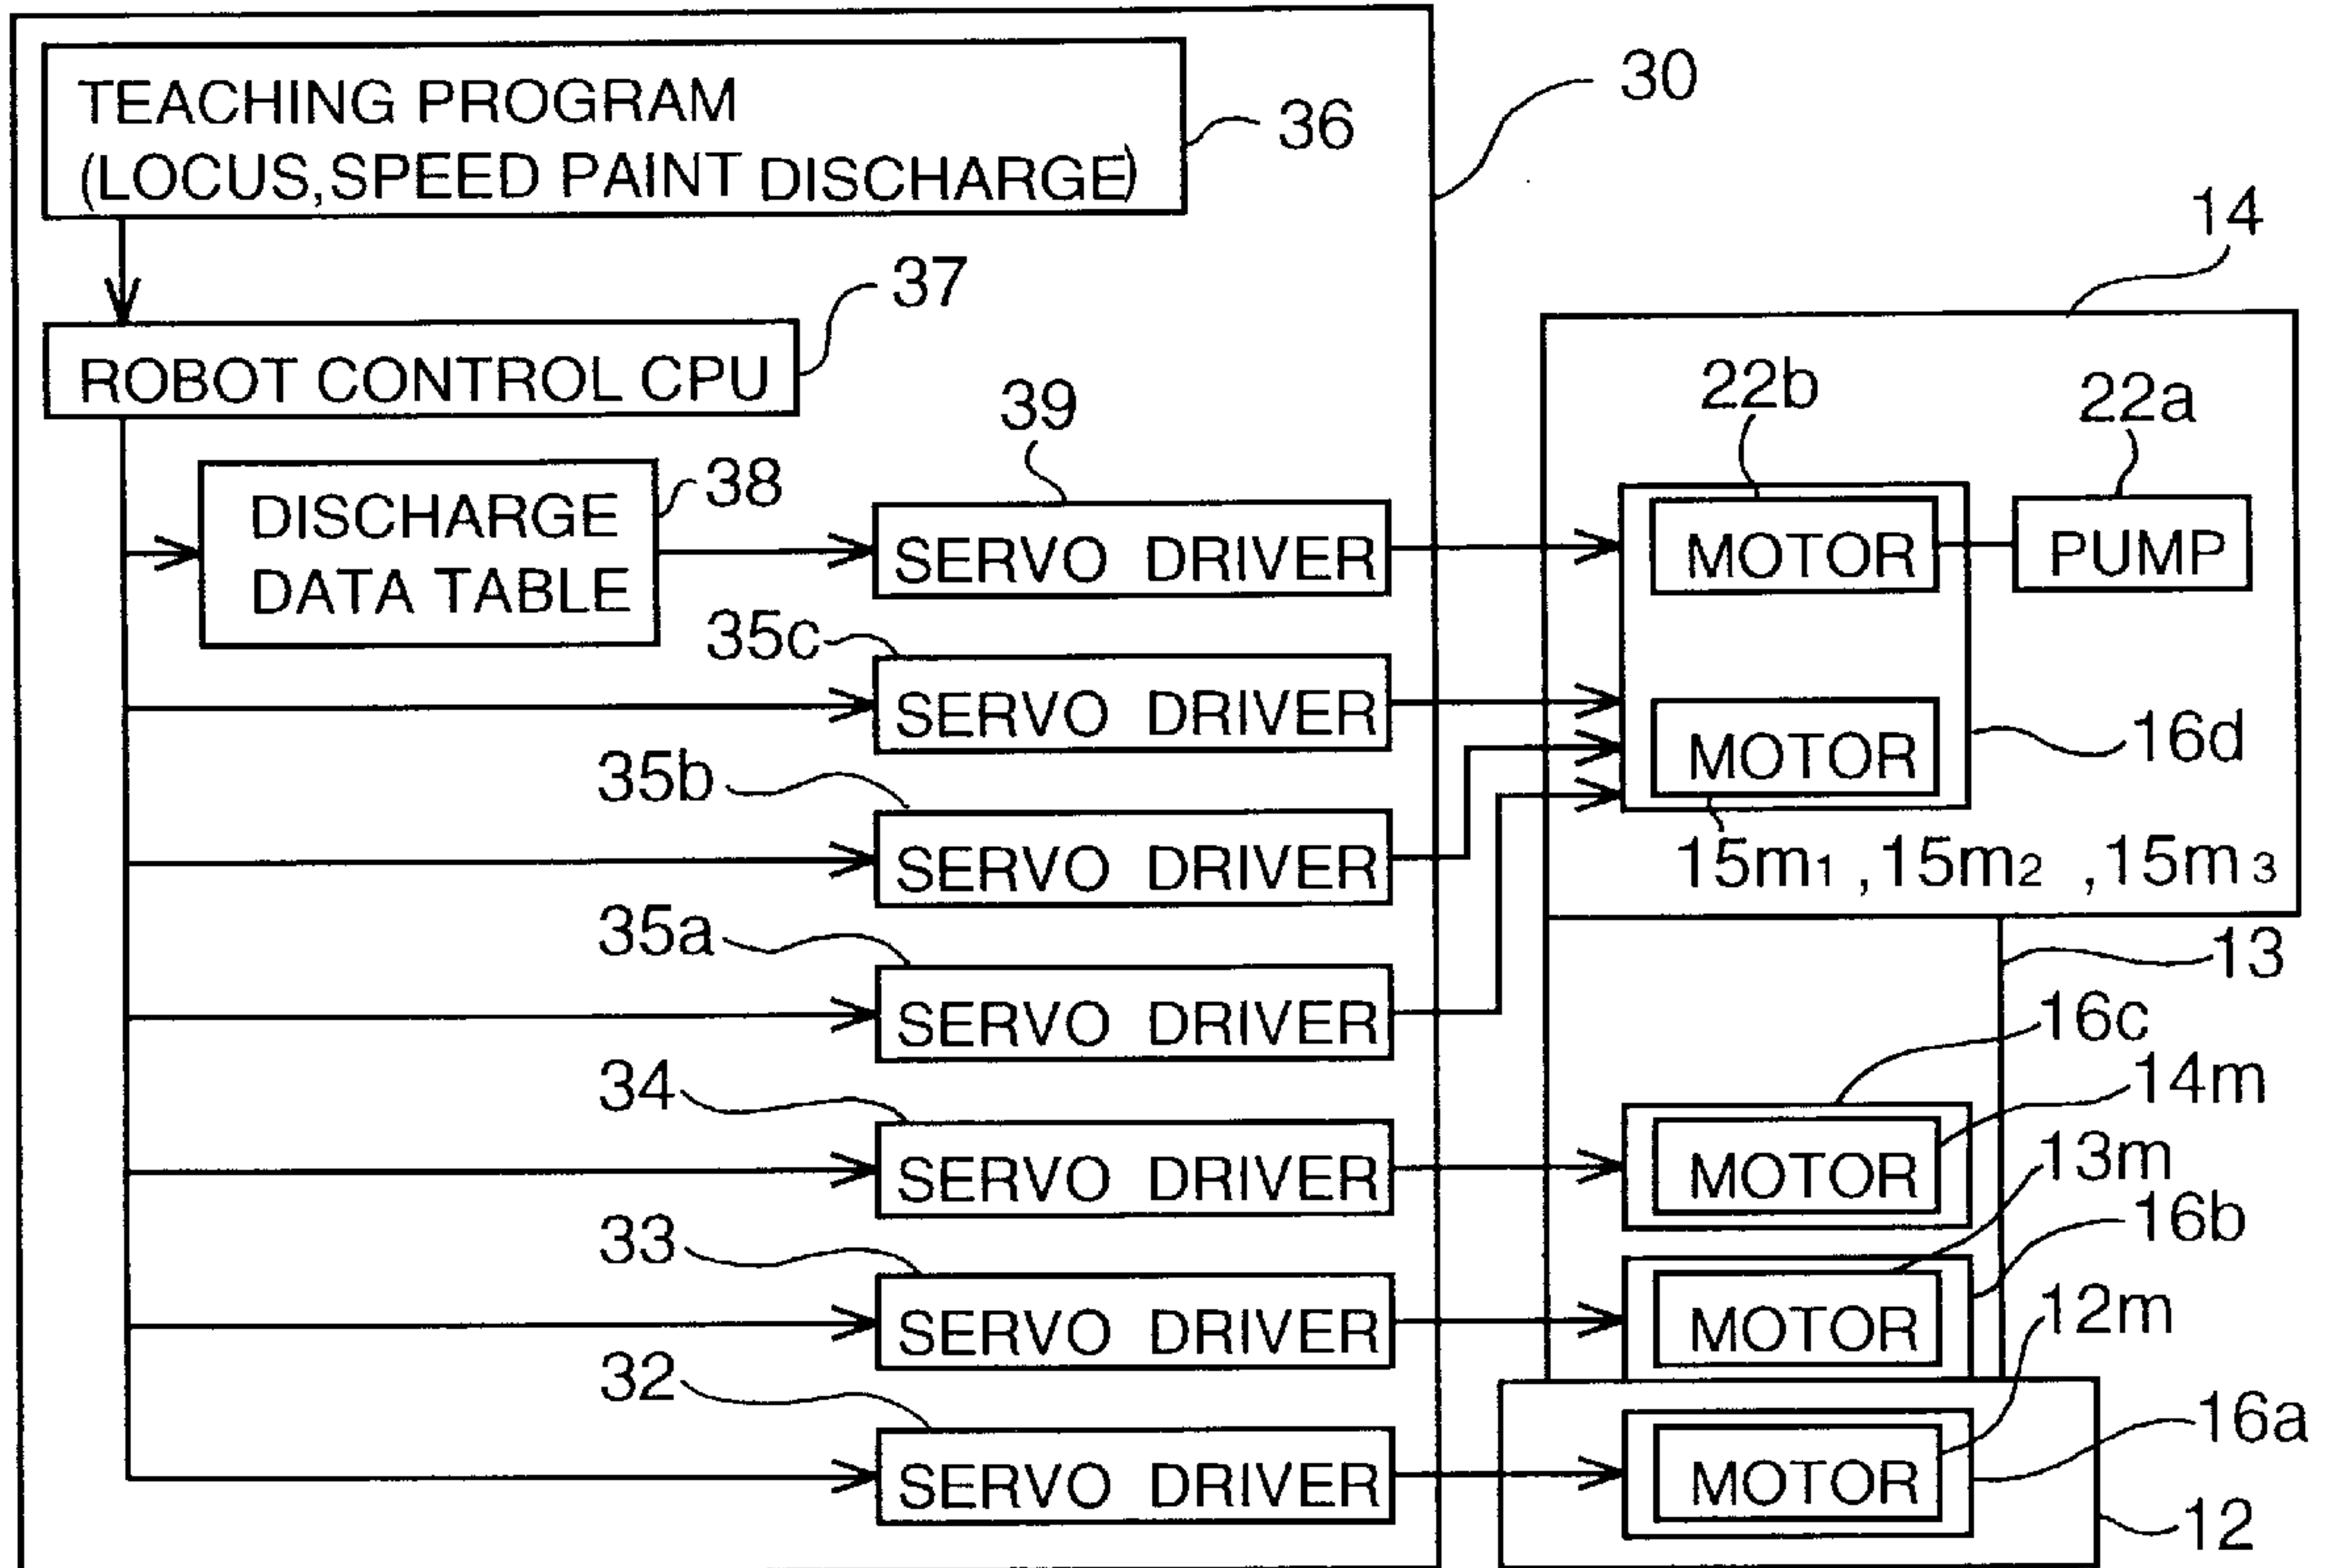 TEACHING PROGRAM
(LOCUS,SPEED PAINT DISCHARGE)
36
30
14
37
ROBOT CONTROL CPU
39
22b
22a
38
DISCHARGE
DATA TABLE
SERVO DRIVER
MOTOR
PUMP
35c
SERVO DRIVER
MOTOR
16d
35b
SERVO DRIVER
15m1 ,15m2 ,15m3
35a
13
SERVO DRIVER
16c
14m
34
SERVO DRIVER
MOTOR
13m
16b
33
SERVO DRIVER
MOTOR
12m
32
SERVO DRIVER
MOTOR
16a
12